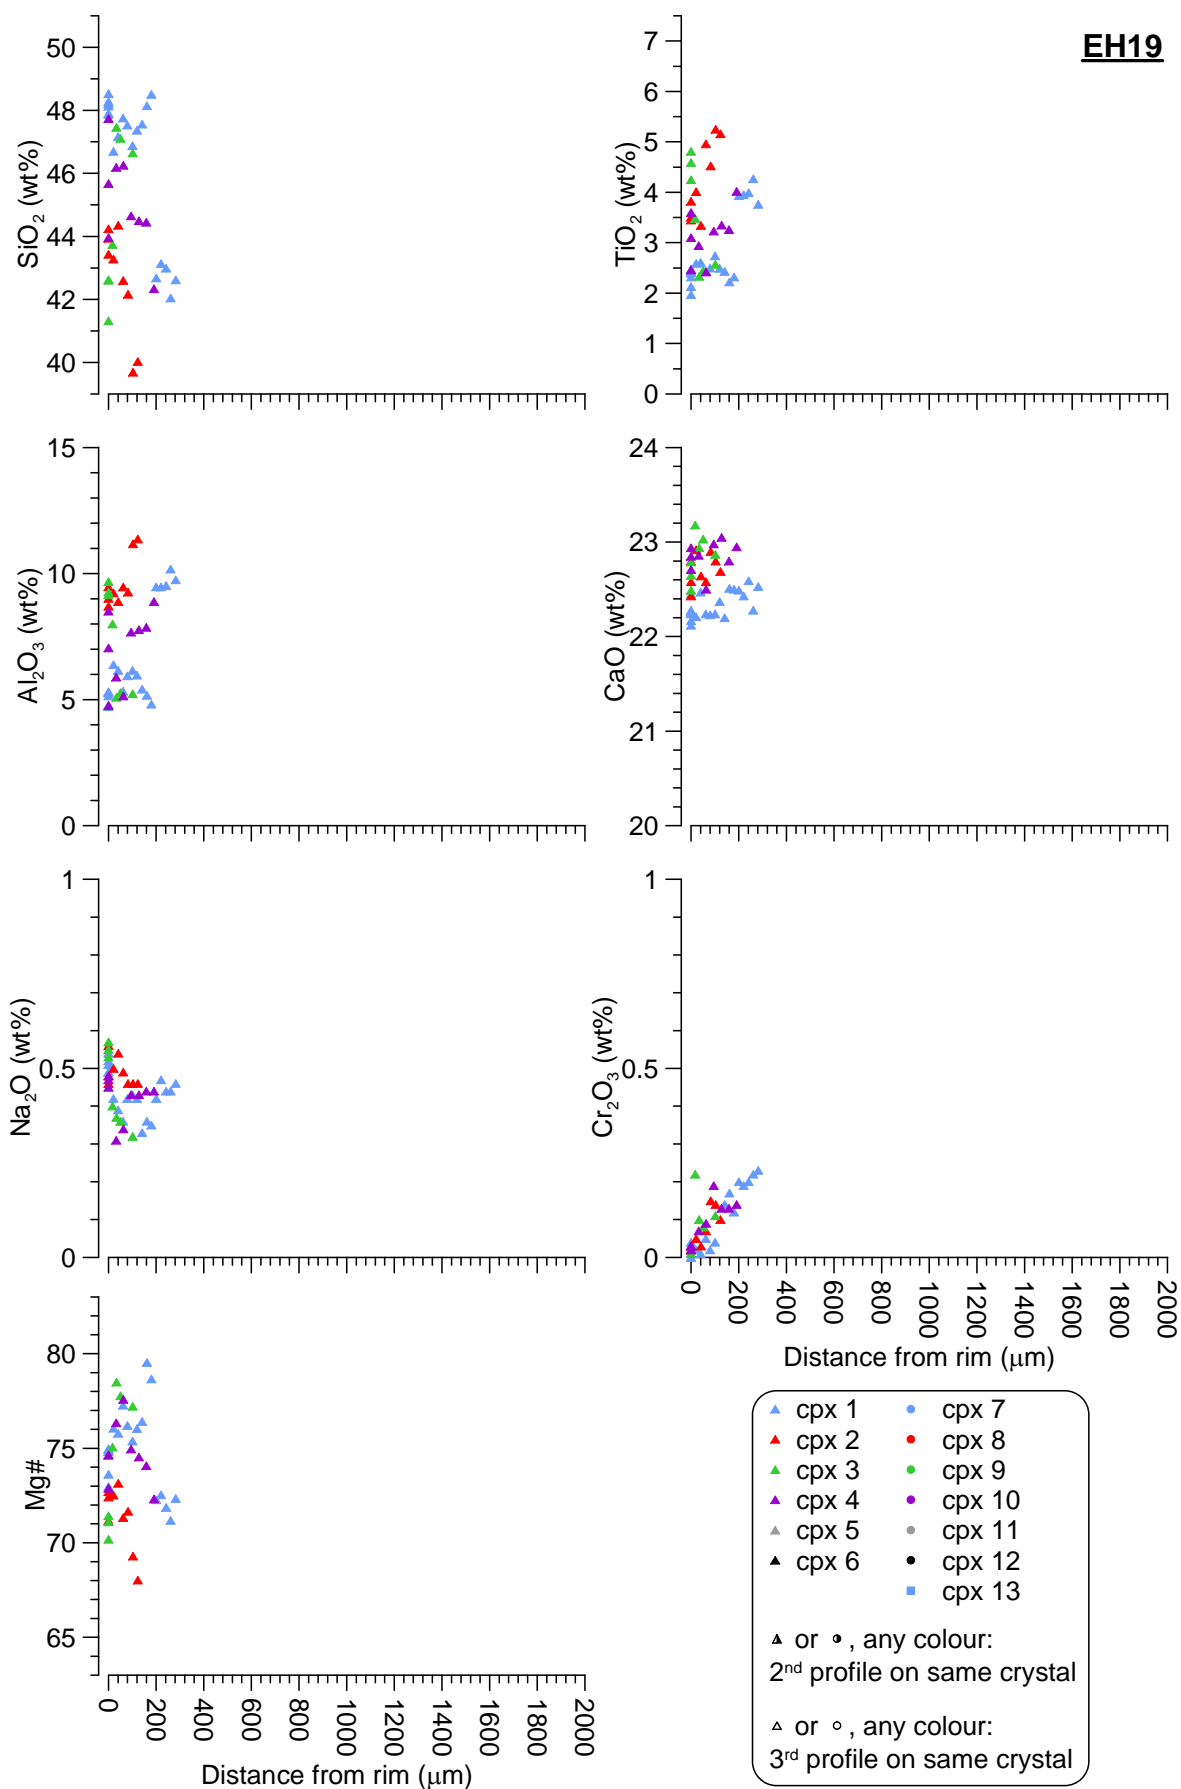 EH19
50
48
46
44
42
40
SiO₂ (wt%)
7
6
5
4
3
2
1
0
TiO₂ (wt%)
15
10
5
0
Al₂O₃ (wt%)
24
23
22
21
20
CaO (wt%)
1
0.5
0
Na₂O (wt%)
1
0.5
0
Cr₂O₃ (wt%)
0 200 400 600 800 1000 1200 1400 1600 1800 2000
Distance from rim (μm)
80
75
70
65
Mg#
0 200 400 600 800 1000 1200 1400 1600 1800 2000
Distance from rim (μm)
cpx 1 cpx 7
cpx 2 cpx 8
cpx 3 cpx 9
cpx 4 cpx 10
cpx 5 cpx 11
cpx 6 cpx 12
cpx 13
or , any colour:
2nd profile on same crystal
or , any colour:
3rd profile on same crystal